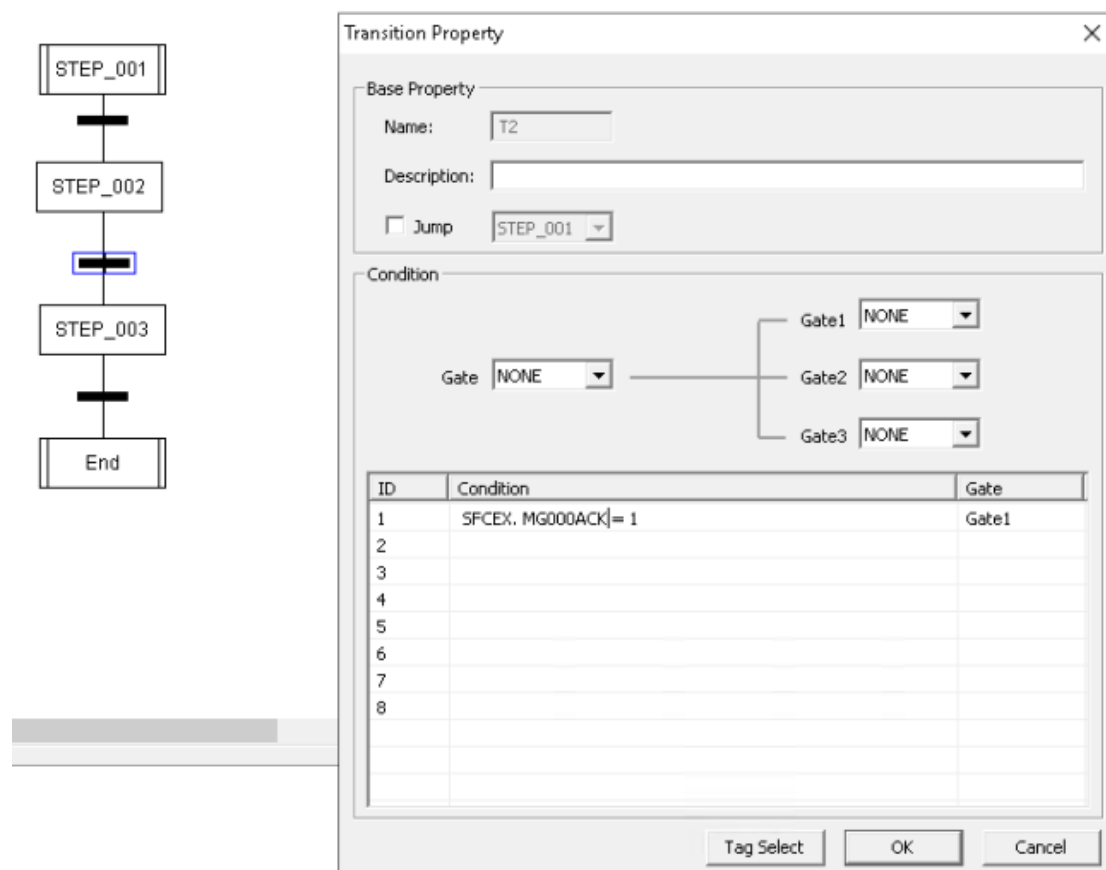 STEP_001
STEP_002
STEP_003
End
Transition Property
Base Property
Name: T2
Description:
Jump STEP_001
Condition
Gate NONE
Gate1 NONE
Gate2 NONE
Gate3 NONE
ID Condition Gate
1 SFCEX. MG000ACK = 1 Gate1
2
3
4
5
6
7
8
Tag Select OK Cancel